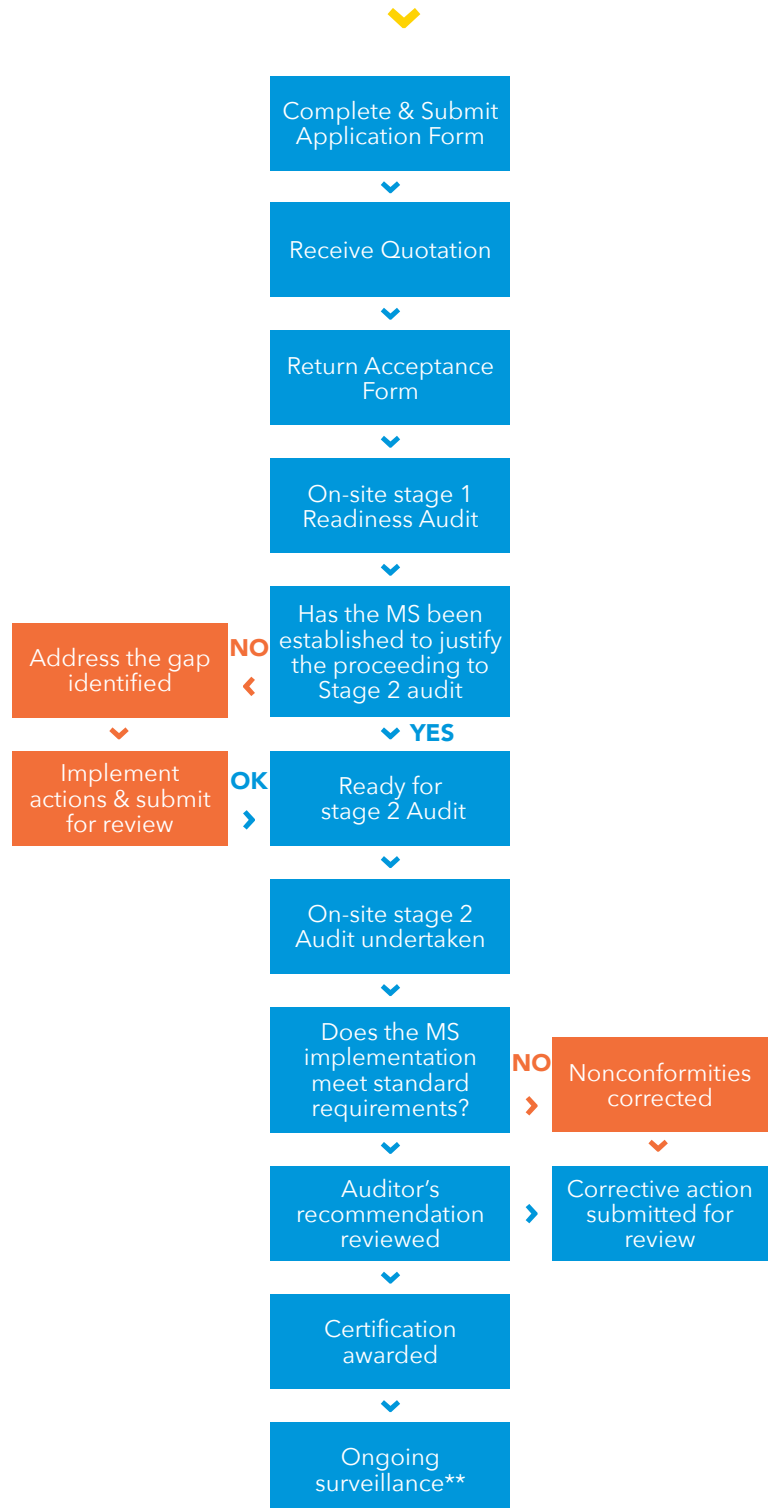 Complete & Submit
Application Form
Receive Quotation
Return Acceptance
Form
On-site stage 1
Readiness Audit
Has the MS been
established to justify
the proceeding to
Stage 2 audit
NO
Address the gap
identified
YES
Implement
actions & submit
for review
OK
Ready for
stage 2 Audit
On-site stage 2
Audit undertaken
Does the MS
implementation
meet standard
requirements?
NO
Nonconformities
corrected
Auditor's
recommendation
reviewed
Corrective action
submitted for
review
Certification
awarded
Ongoing
surveillance**